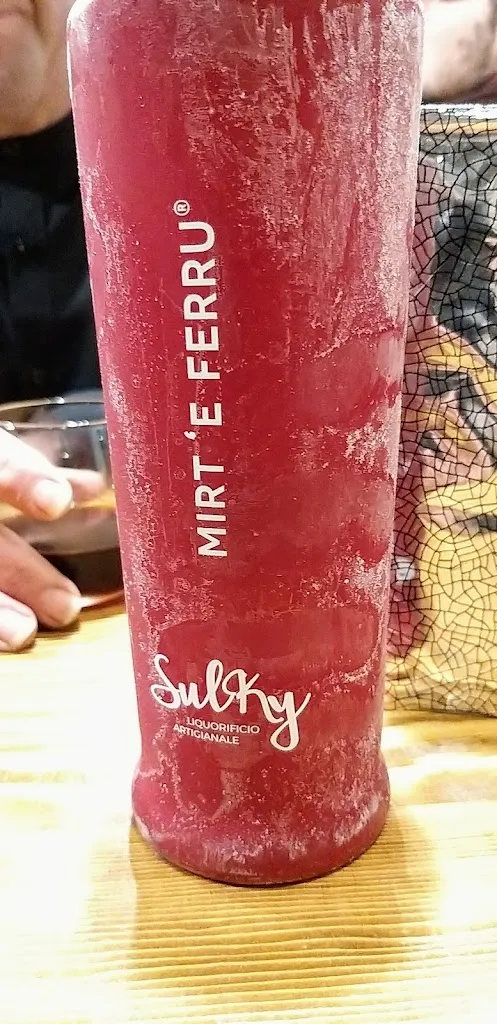 MIRT'E FERRU®
Sulky
LIQUORIFICIO
ARTIGIANALE